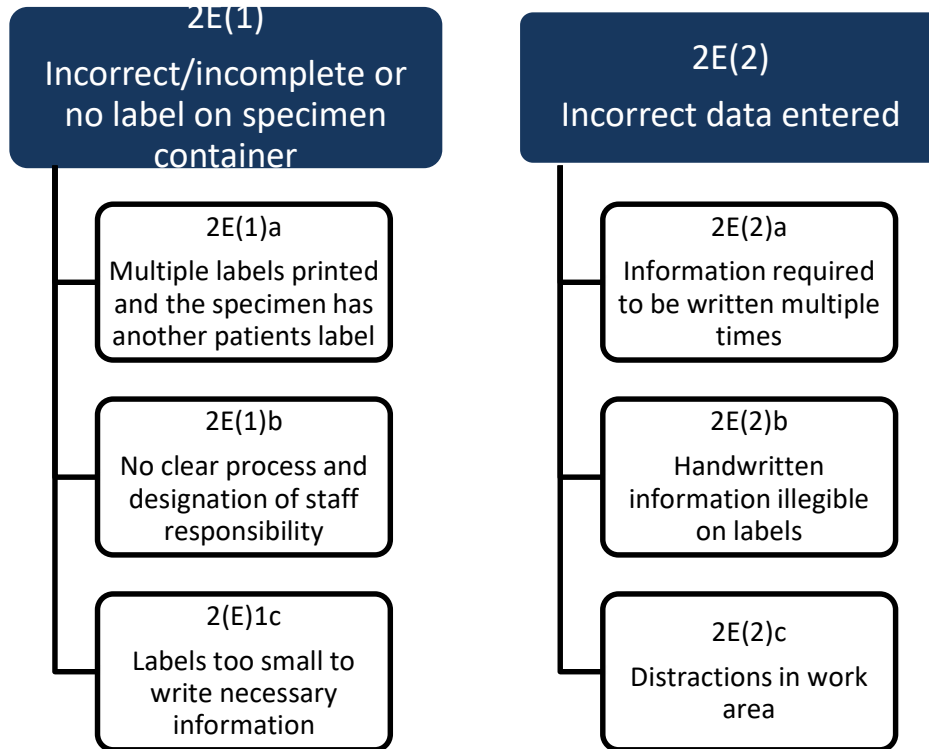 2E(1)
Incorrect/incomplete or
no label on specimen
container
2E(1)a
Multiple labels printed
and the specimen has
another patients label
2E(1)b
No clear process and
designation of staff
responsibility
2(E)1c
Labels too small to
write necessary
information
2E(2)
Incorrect data entered
2E(2)a
Information required
to be written multiple
times
2E(2)b
Handwritten
information illegible
on labels
2E(2)c
Distractions in work
area